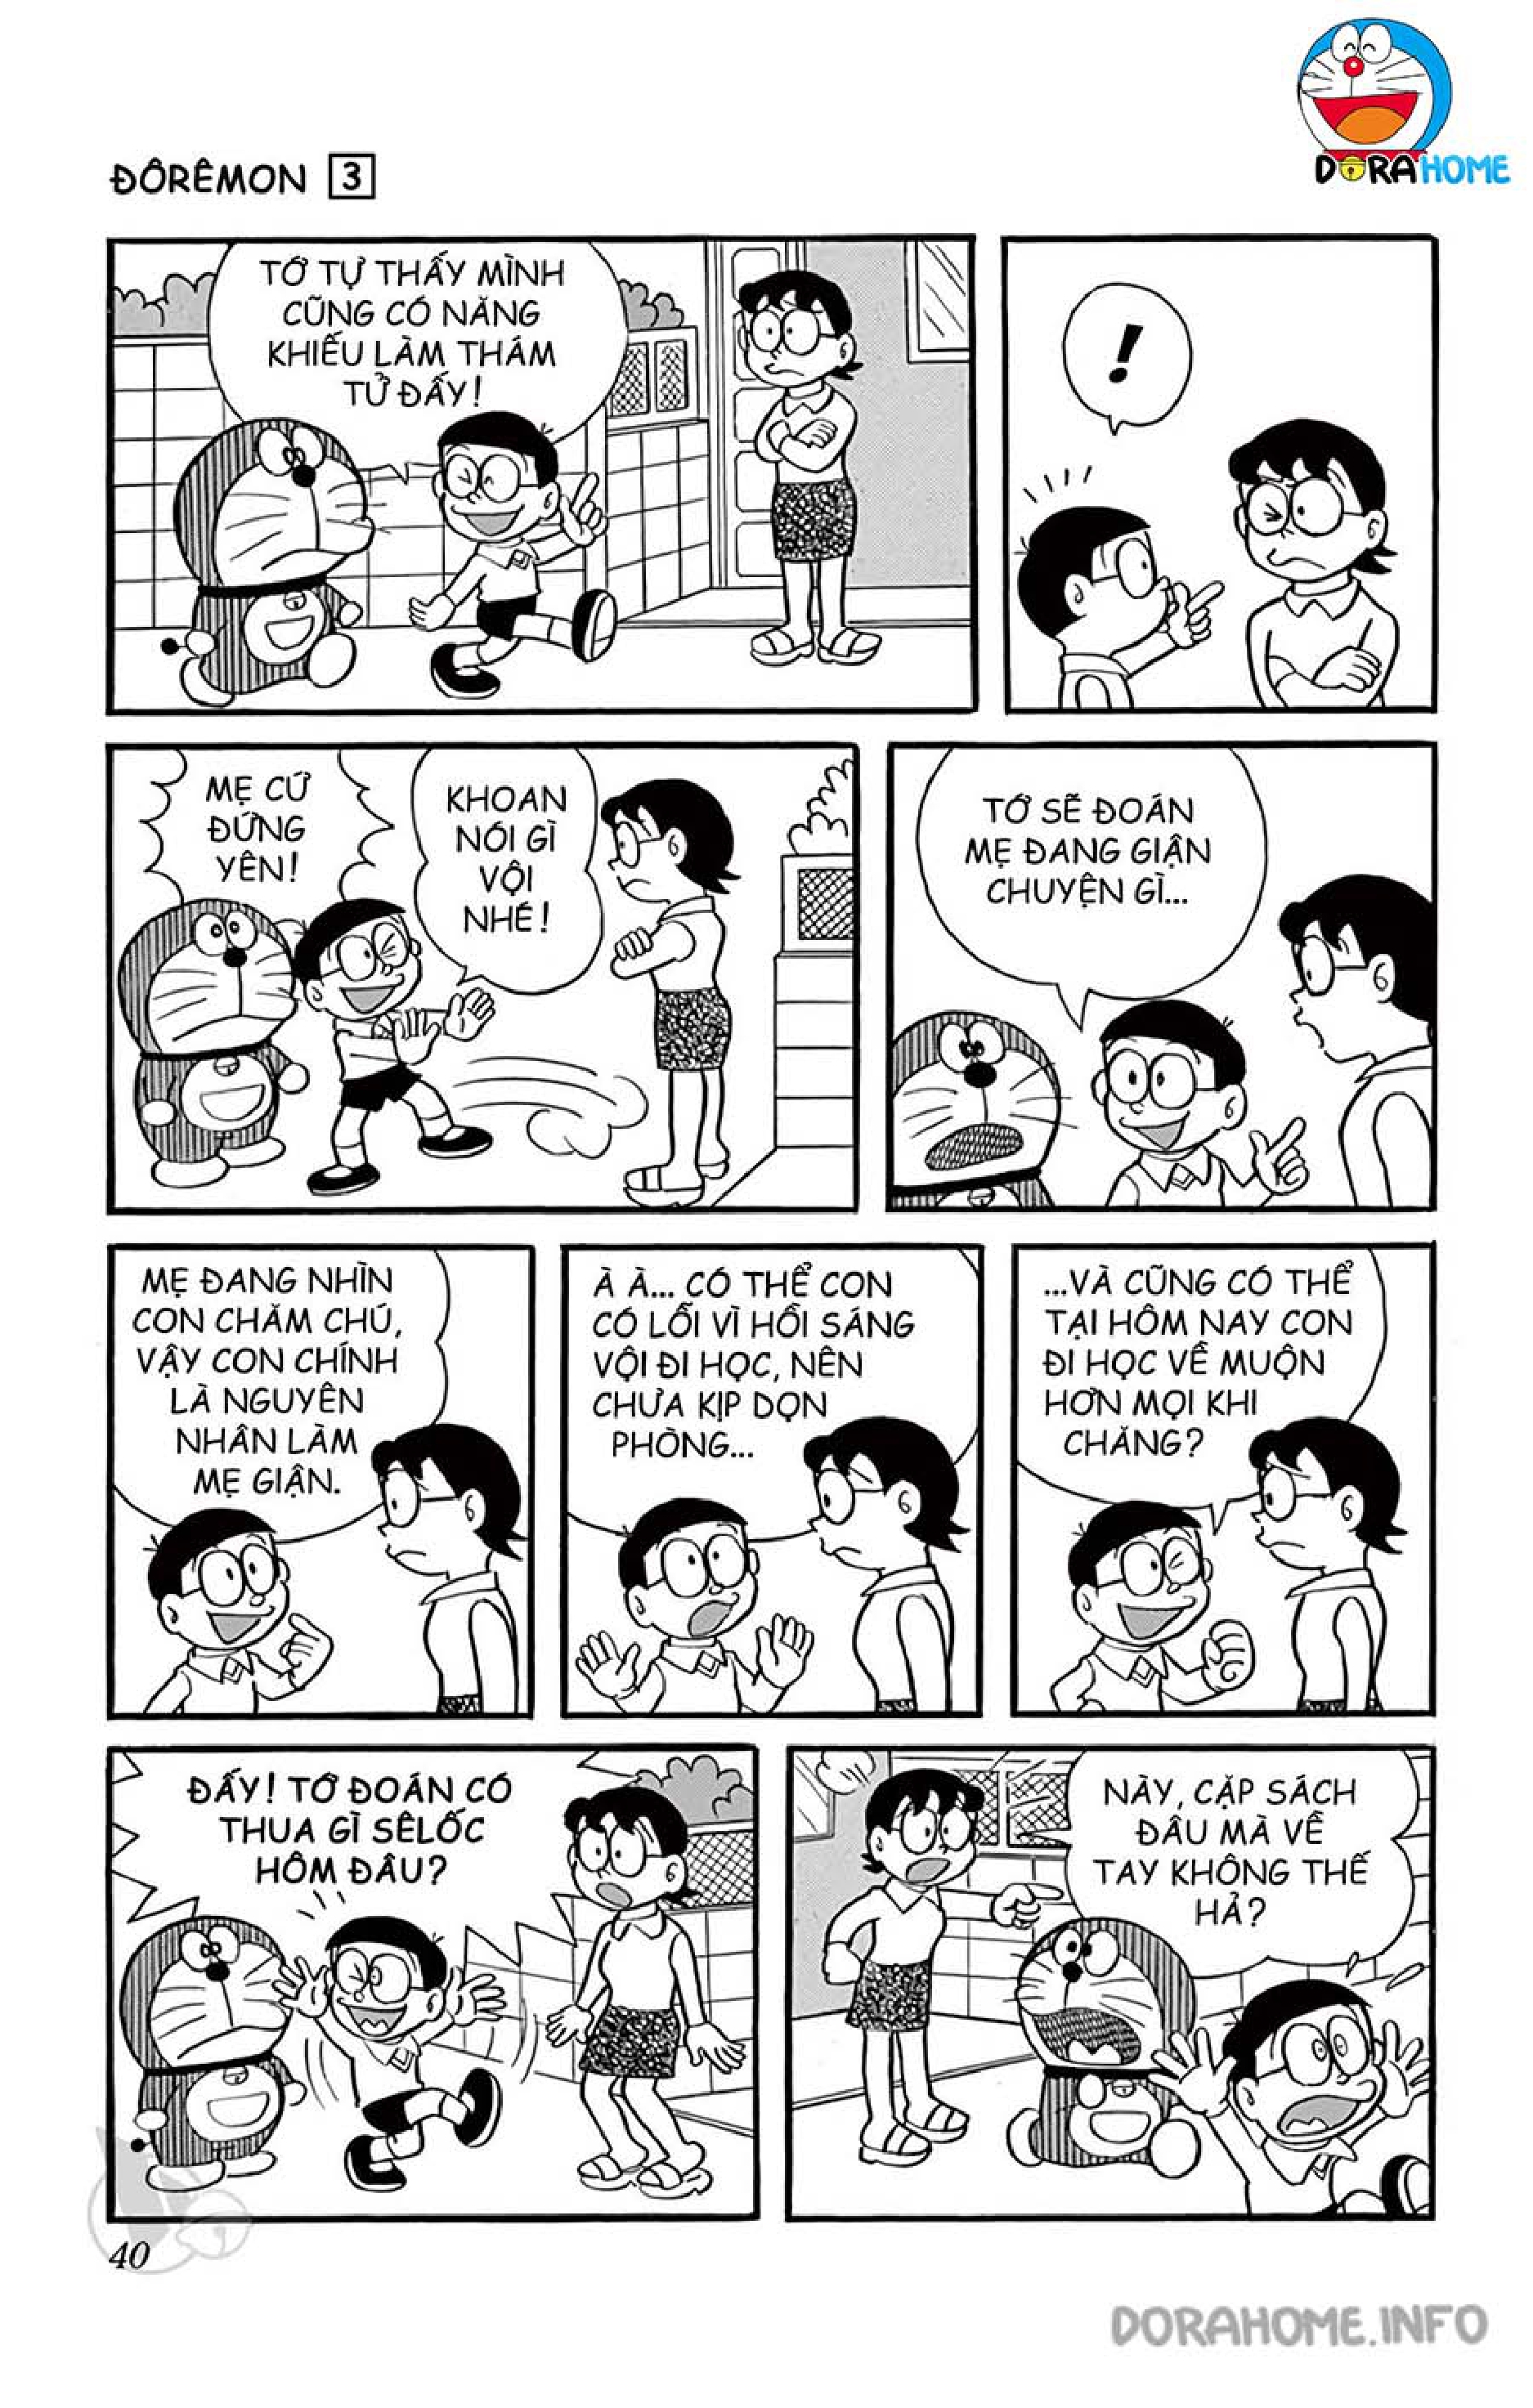 DORAHOME
ĐÔRÊMON 3
TỚ TỰ THẤY MÌNH
CŨNG CÓ NĂNG
KHIẾU LÀM THÁM
TỬ ĐẤY!
!
MẸ CỨ
ĐỨNG
YÊN!
KHOAN
NÓI GÌ
VỘI
NHÉ!
TỚ SẼ ĐOÁN
MẸ ĐANG GIẬN
CHUYỆN GÌ...
MẸ ĐANG NHÌN
CON CHĂM CHÚ,
VẬY CON CHÍNH
LÀ NGUYÊN
NHÂN LÀM
MẸ GIẬN.
À À... CÓ THỂ CON
CÓ LỖI VÌ HỒI SÁNG
VỘI ĐI HỌC, NÊN
CHƯA KỊP DỌN
PHÒNG...
...VÀ CŨNG CÓ THỂ
TẠI HÔM NAY CON
ĐI HỌC VỀ MUỘN
HƠN MỌI KHI
CHĂNG?
ĐẤY! TỚ ĐOÁN CÓ
THUA GÌ SÊLỐC
HÔM ĐÂU?
NÀY, CẶP SÁCH
ĐÂU MÀ VỀ
TAY KHÔNG THẾ
HẢ?
40
DORAHOME.INFO